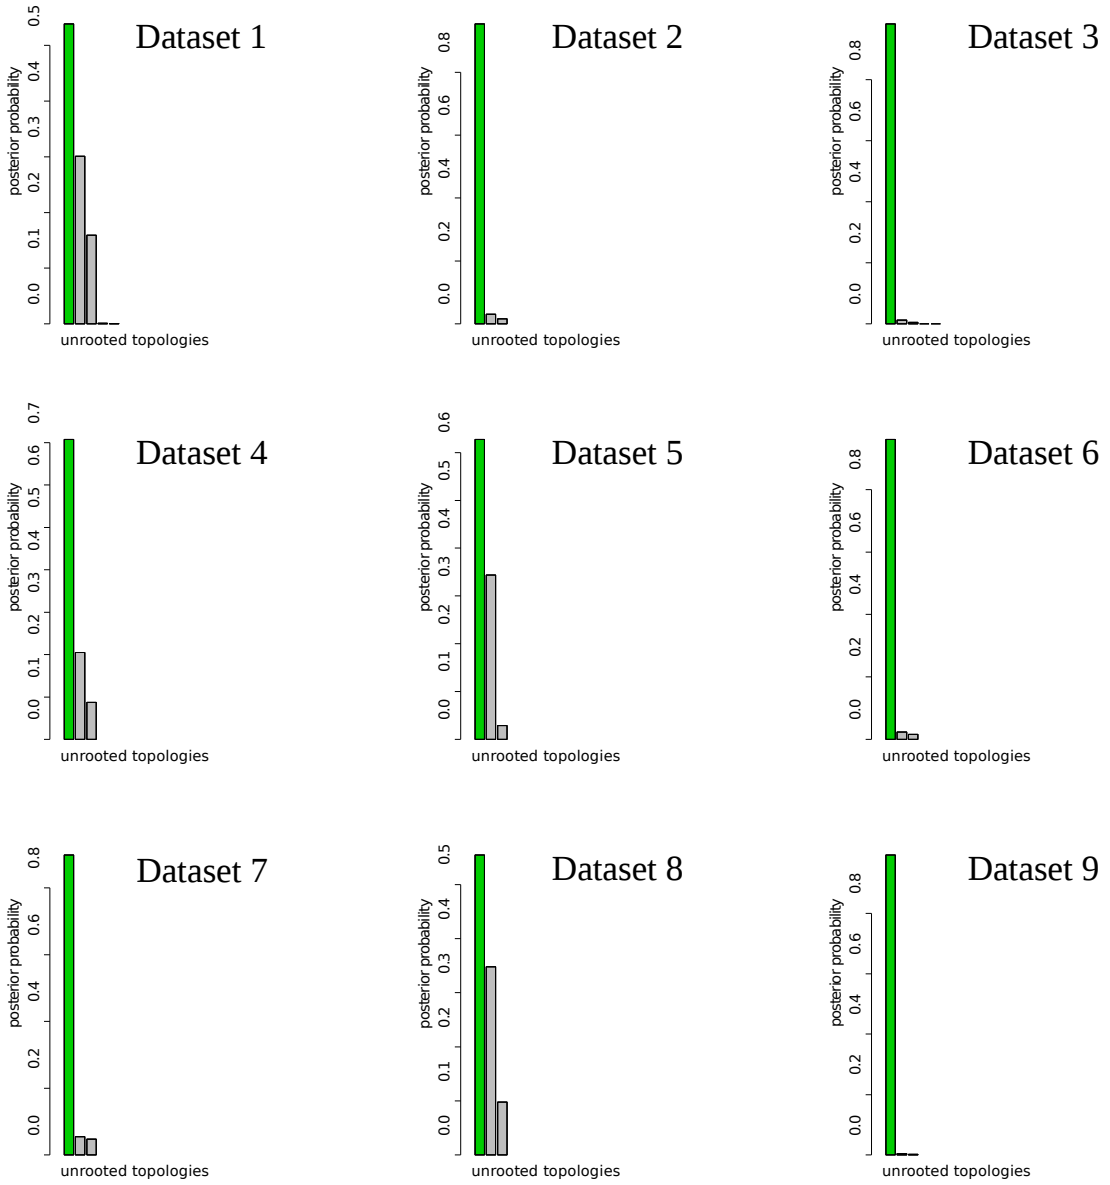 Dataset 1
posterior probability
0.5
0.4
0.3
0.2
0.1
0.0
unrooted topologies
Dataset 2
posterior probability
0.8
0.6
0.4
0.2
0.0
unrooted topologies
Dataset 3
posterior probability
0.8
0.6
0.4
0.2
0.0
unrooted topologies
Dataset 4
posterior probability
0.7
0.6
0.5
0.4
0.3
0.2
0.1
0.0
unrooted topologies
Dataset 5
posterior probability
0.6
0.5
0.4
0.3
0.2
0.1
0.0
unrooted topologies
Dataset 6
posterior probability
0.8
0.6
0.4
0.2
0.0
unrooted topologies
Dataset 7
posterior probability
0.8
0.6
0.4
0.2
0.0
unrooted topologies
Dataset 8
posterior probability
0.5
0.4
0.3
0.2
0.1
0.0
unrooted topologies
Dataset 9
posterior probability
0.8
0.6
0.4
0.2
0.0
unrooted topologies